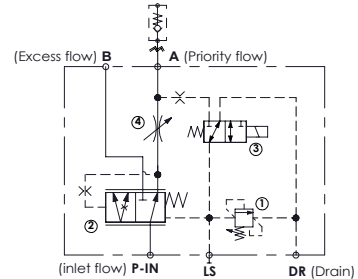 (Excess flow) B
A (Priority flow)
4
3
1
2
(inlet flow) P-IN
LS
DR (Drain)